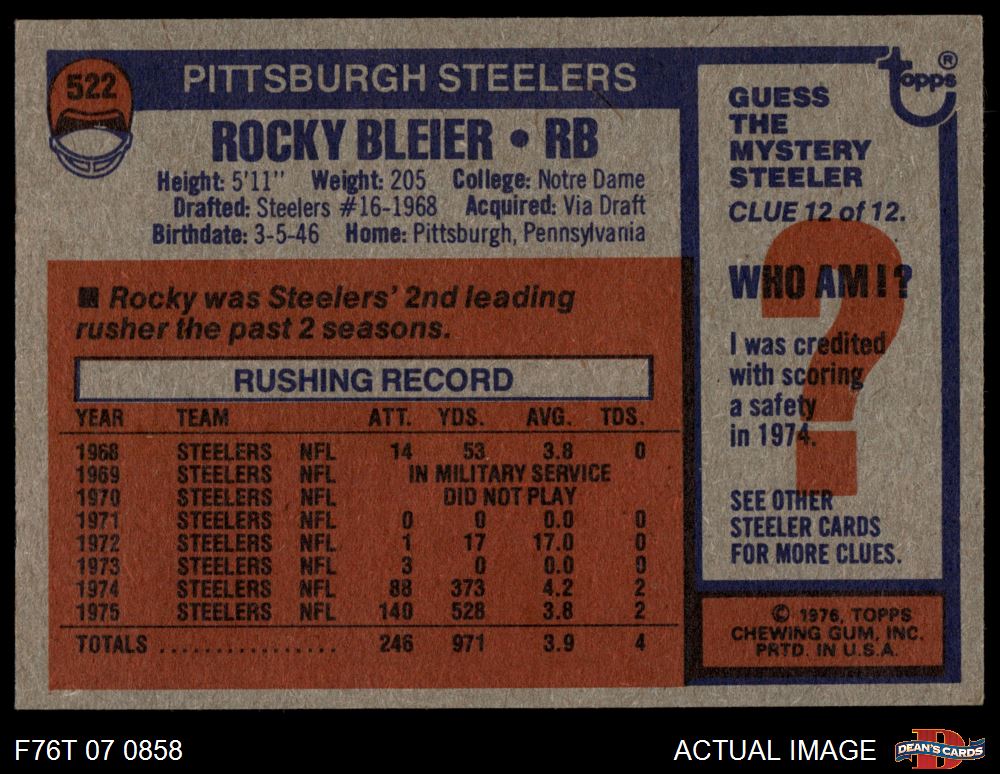 522
PITTSBURGH STEELERS
ROCKY BLEIER • RB
Height: 5'11" Weight: 205 College: Notre Dame
Drafted: Steelers #16-1968 Acquired: Via Draft
Birthdate: 3-5-46 Home: Pittsburgh, Pennsylvania
■ Rocky was Steelers' 2nd leading
rusher the past 2 seasons.
RUSHING RECORD
YEAR TEAM ATT. YDS. AVG. TDS.
1968 STEELERS NFL 14 53 3.8 0
1969 STEELERS NFL IN MILITARY SERVICE
1970 STEELERS NFL DID NOT PLAY
1971 STEELERS NFL 0 0 0.0 0
1972 STEELERS NFL 1 17 17.0 0
1973 STEELERS NFL 3 0 0.0 0
1974 STEELERS NFL 88 373 4.2 2
1975 STEELERS NFL 140 528 3.8 2
TOTALS ................. 246 971 3.9 4
Topps ®
GUESS
THE
MYSTERY
STEELER
CLUE 12 of 12.
WHO AM I?
?
I was credited
with scoring
a safety
in 1974.
SEE OTHER
STEELER CARDS
FOR MORE CLUES.
© 1976, TOPPS
CHEWING GUM, INC.
PRTD. IN U.S.A.
F76T 07 0858
ACTUAL IMAGE
D
DEAN'S CARDS